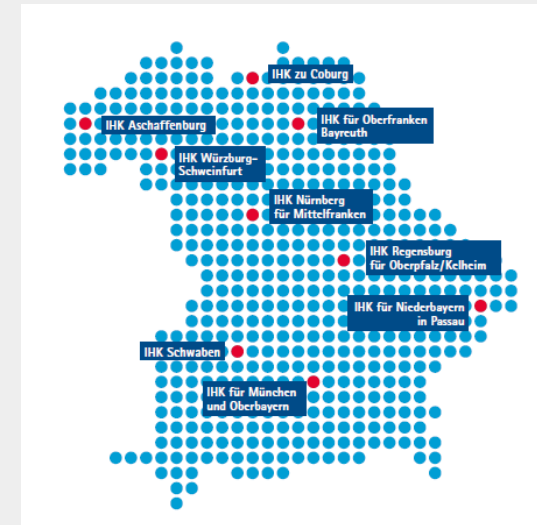 IHK zu Coburg
IHK Aschaffenburg
IHK für Oberfranken
Bayreuth
IHK Würzburg-
Schweinfurt
IHK Nürnberg
für Mittelfranken
IHK Regensburg
für Oberpfalz/Kelheim
IHK für Niederbayern
in Passau
IHK Schwaben
IHK für München
und Oberbayern